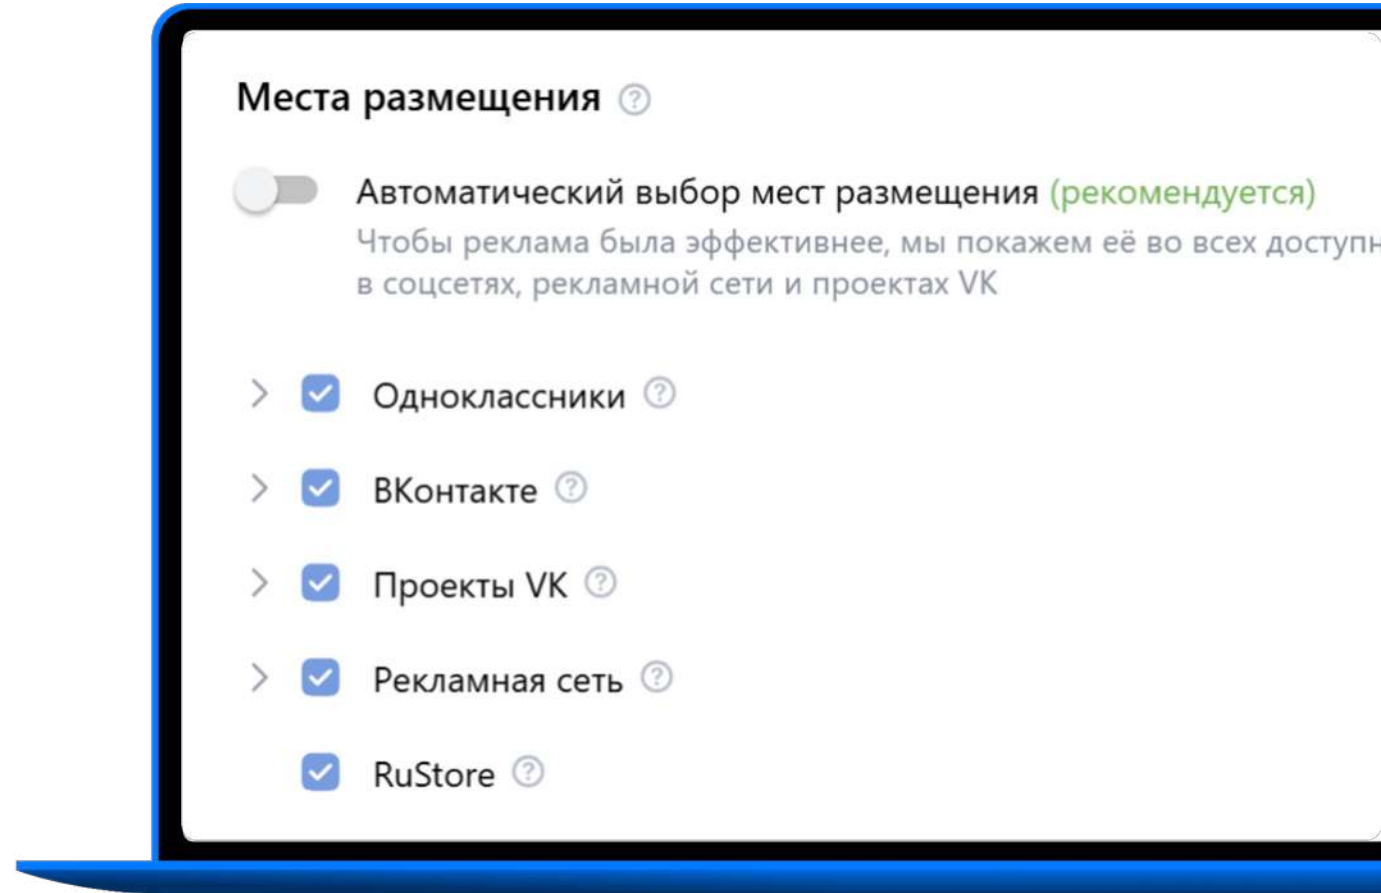 Места размещения
Автоматический выбор мест размещения (рекомендуется)
Чтобы реклама была эффективнее, мы покажем её во всех
в соцсетях, рекламной сети и проектах VK
Одноклассники
ВКонтакте
Проекты VK
Рекламная сеть
RuStore